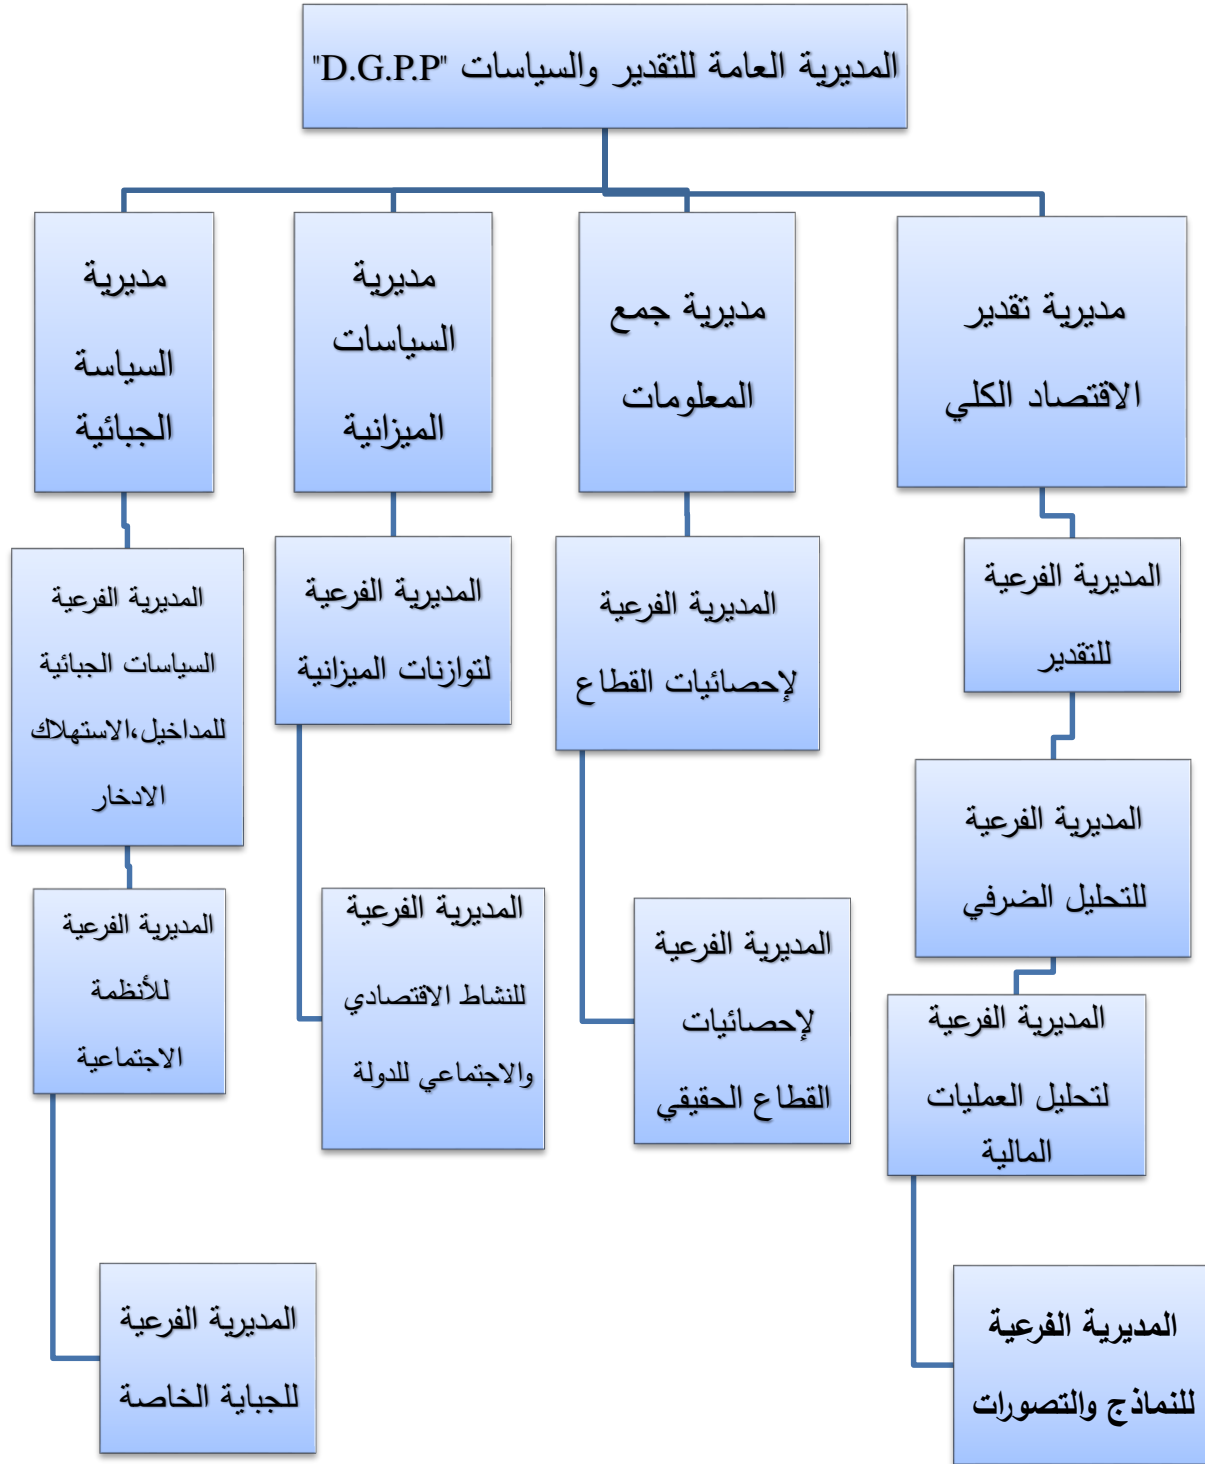 المديرية العامة للتقدير والسياسات "D.G.P.P"
مديرية تقدير
الاقتصاد الكلي
مديرية جمع
المعلومات
مديرية
السياسات
الميزانية
مديرية
السياسة
الجبائية
المديرية الفرعية
للتقدير
المديرية الفرعية
لإحصائيات القطاع
المديرية الفرعية
لتوازنات الميزانية
المديرية الفرعية
السياسات الجبائية
للمداخيل،الاستهلاك
الادخار
المديرية الفرعية
للتحليل الضرفي
المديرية الفرعية
لتحليل العمليات
المالية
المديرية الفرعية
لإحصائيات
القطاع الحقيقي
المديرية الفرعية
للنشاط الاقتصادي
والاجتماعي للدولة
المديرية الفرعية
للأنظمة
الاجتماعية
المديرية الفرعية
للنماذج والتصورات
المديرية الفرعية
للجباية الخاصة